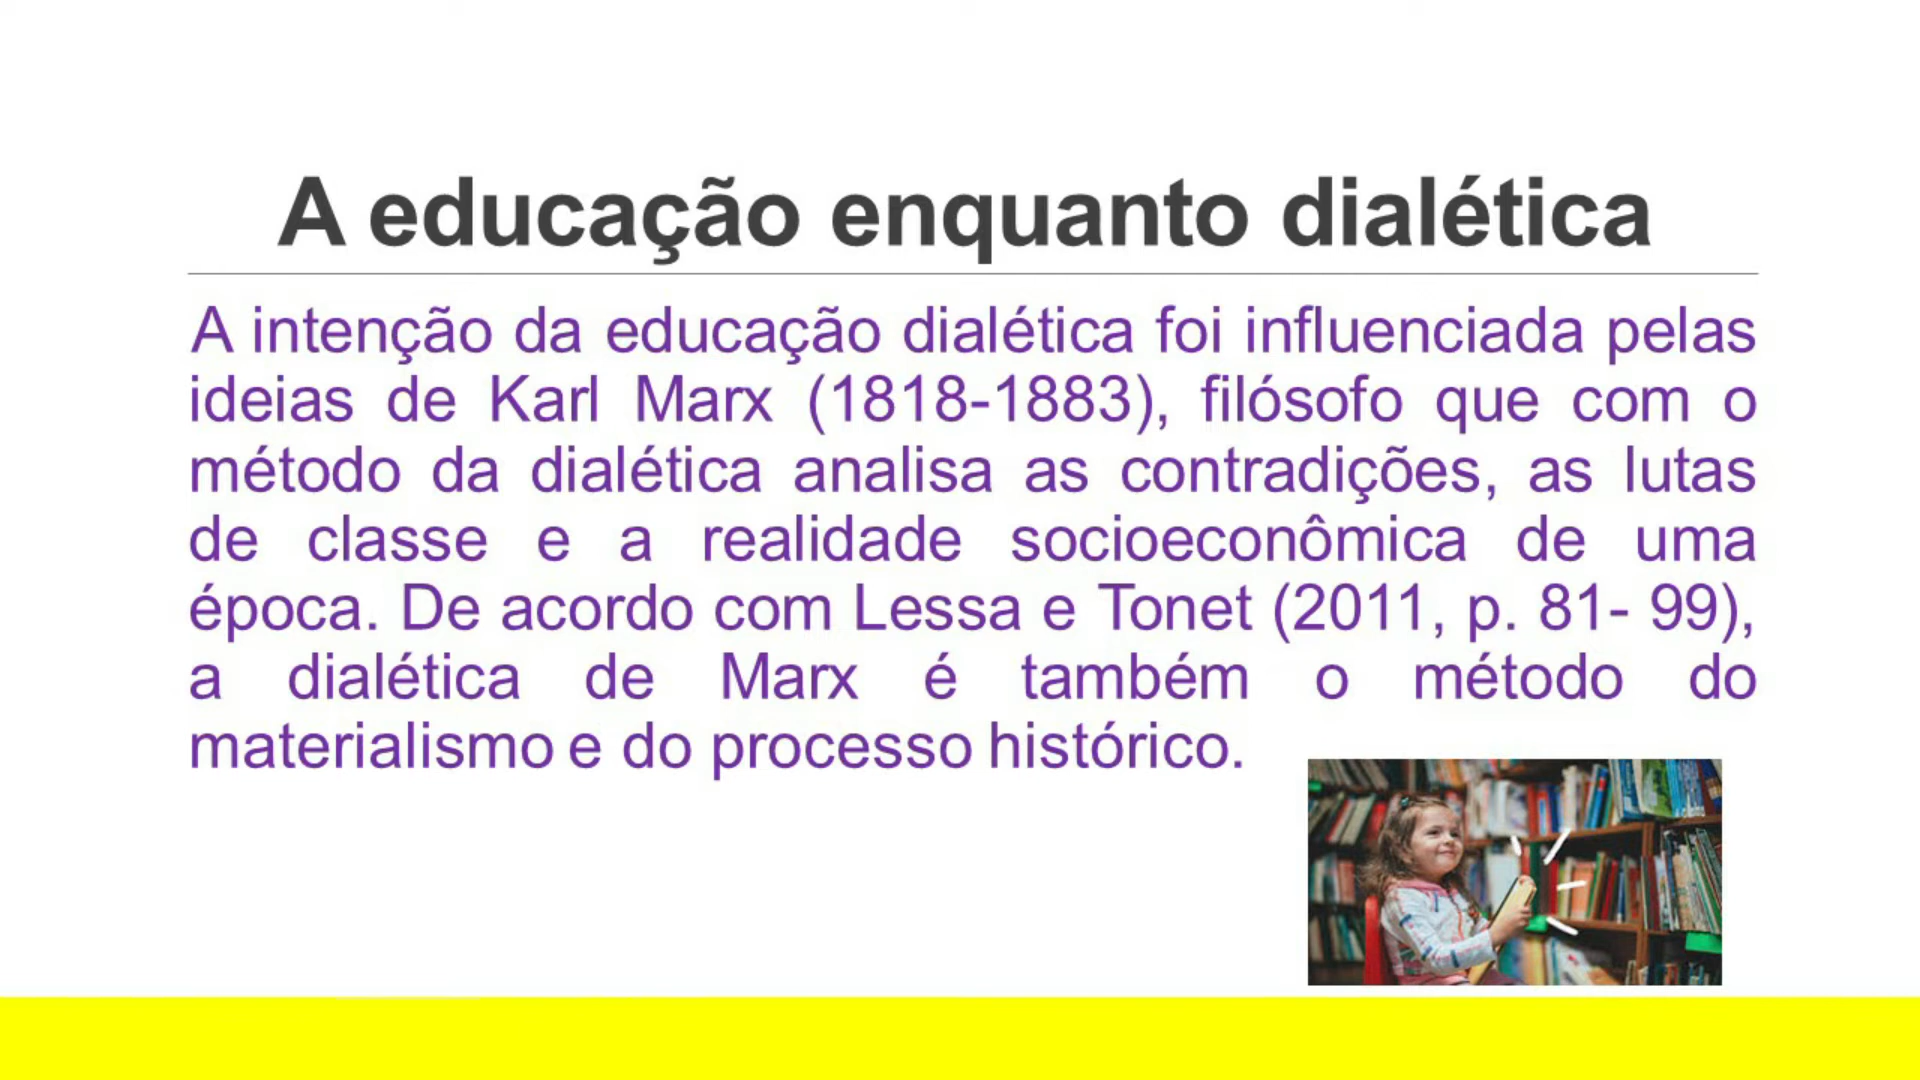 A educação enquanto dialética
A intenção da educação dialética foi influenciada pelas
ideias de Karl Marx (1818-1883), filósofo que com o
método da dialética analisa as contradições, as lutas
de classe e a realidade socioeconômica de uma
época. De acordo com Lessa e Tonet (2011, p. 81- 99),
a dialética de Marx é também o método do
materialismo e do processo histórico.